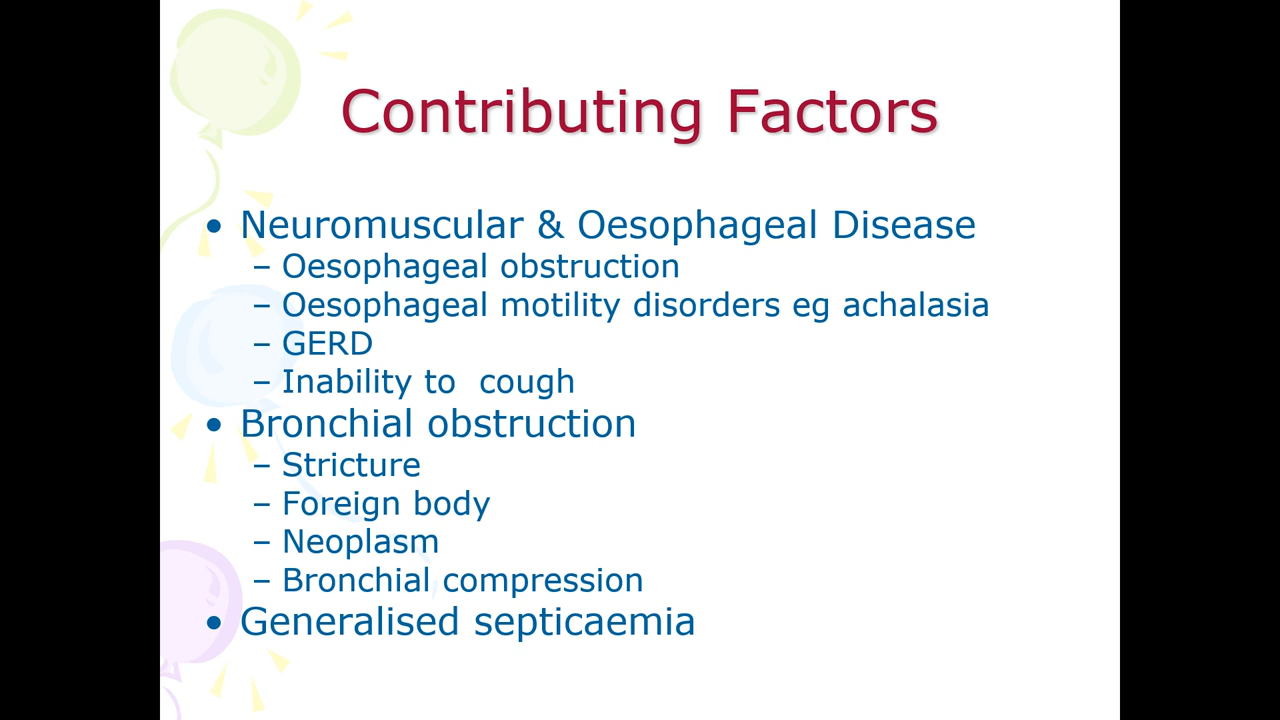 Contributing Factors
• Neuromuscular & Oesophageal Disease
– Oesophageal obstruction
– Oesophageal motility disorders eg achalasia
– GERD
– Inability to  cough
• Bronchial obstruction
– Stricture
– Foreign body
– Neoplasm
– Bronchial compression
• Generalised septicaemia